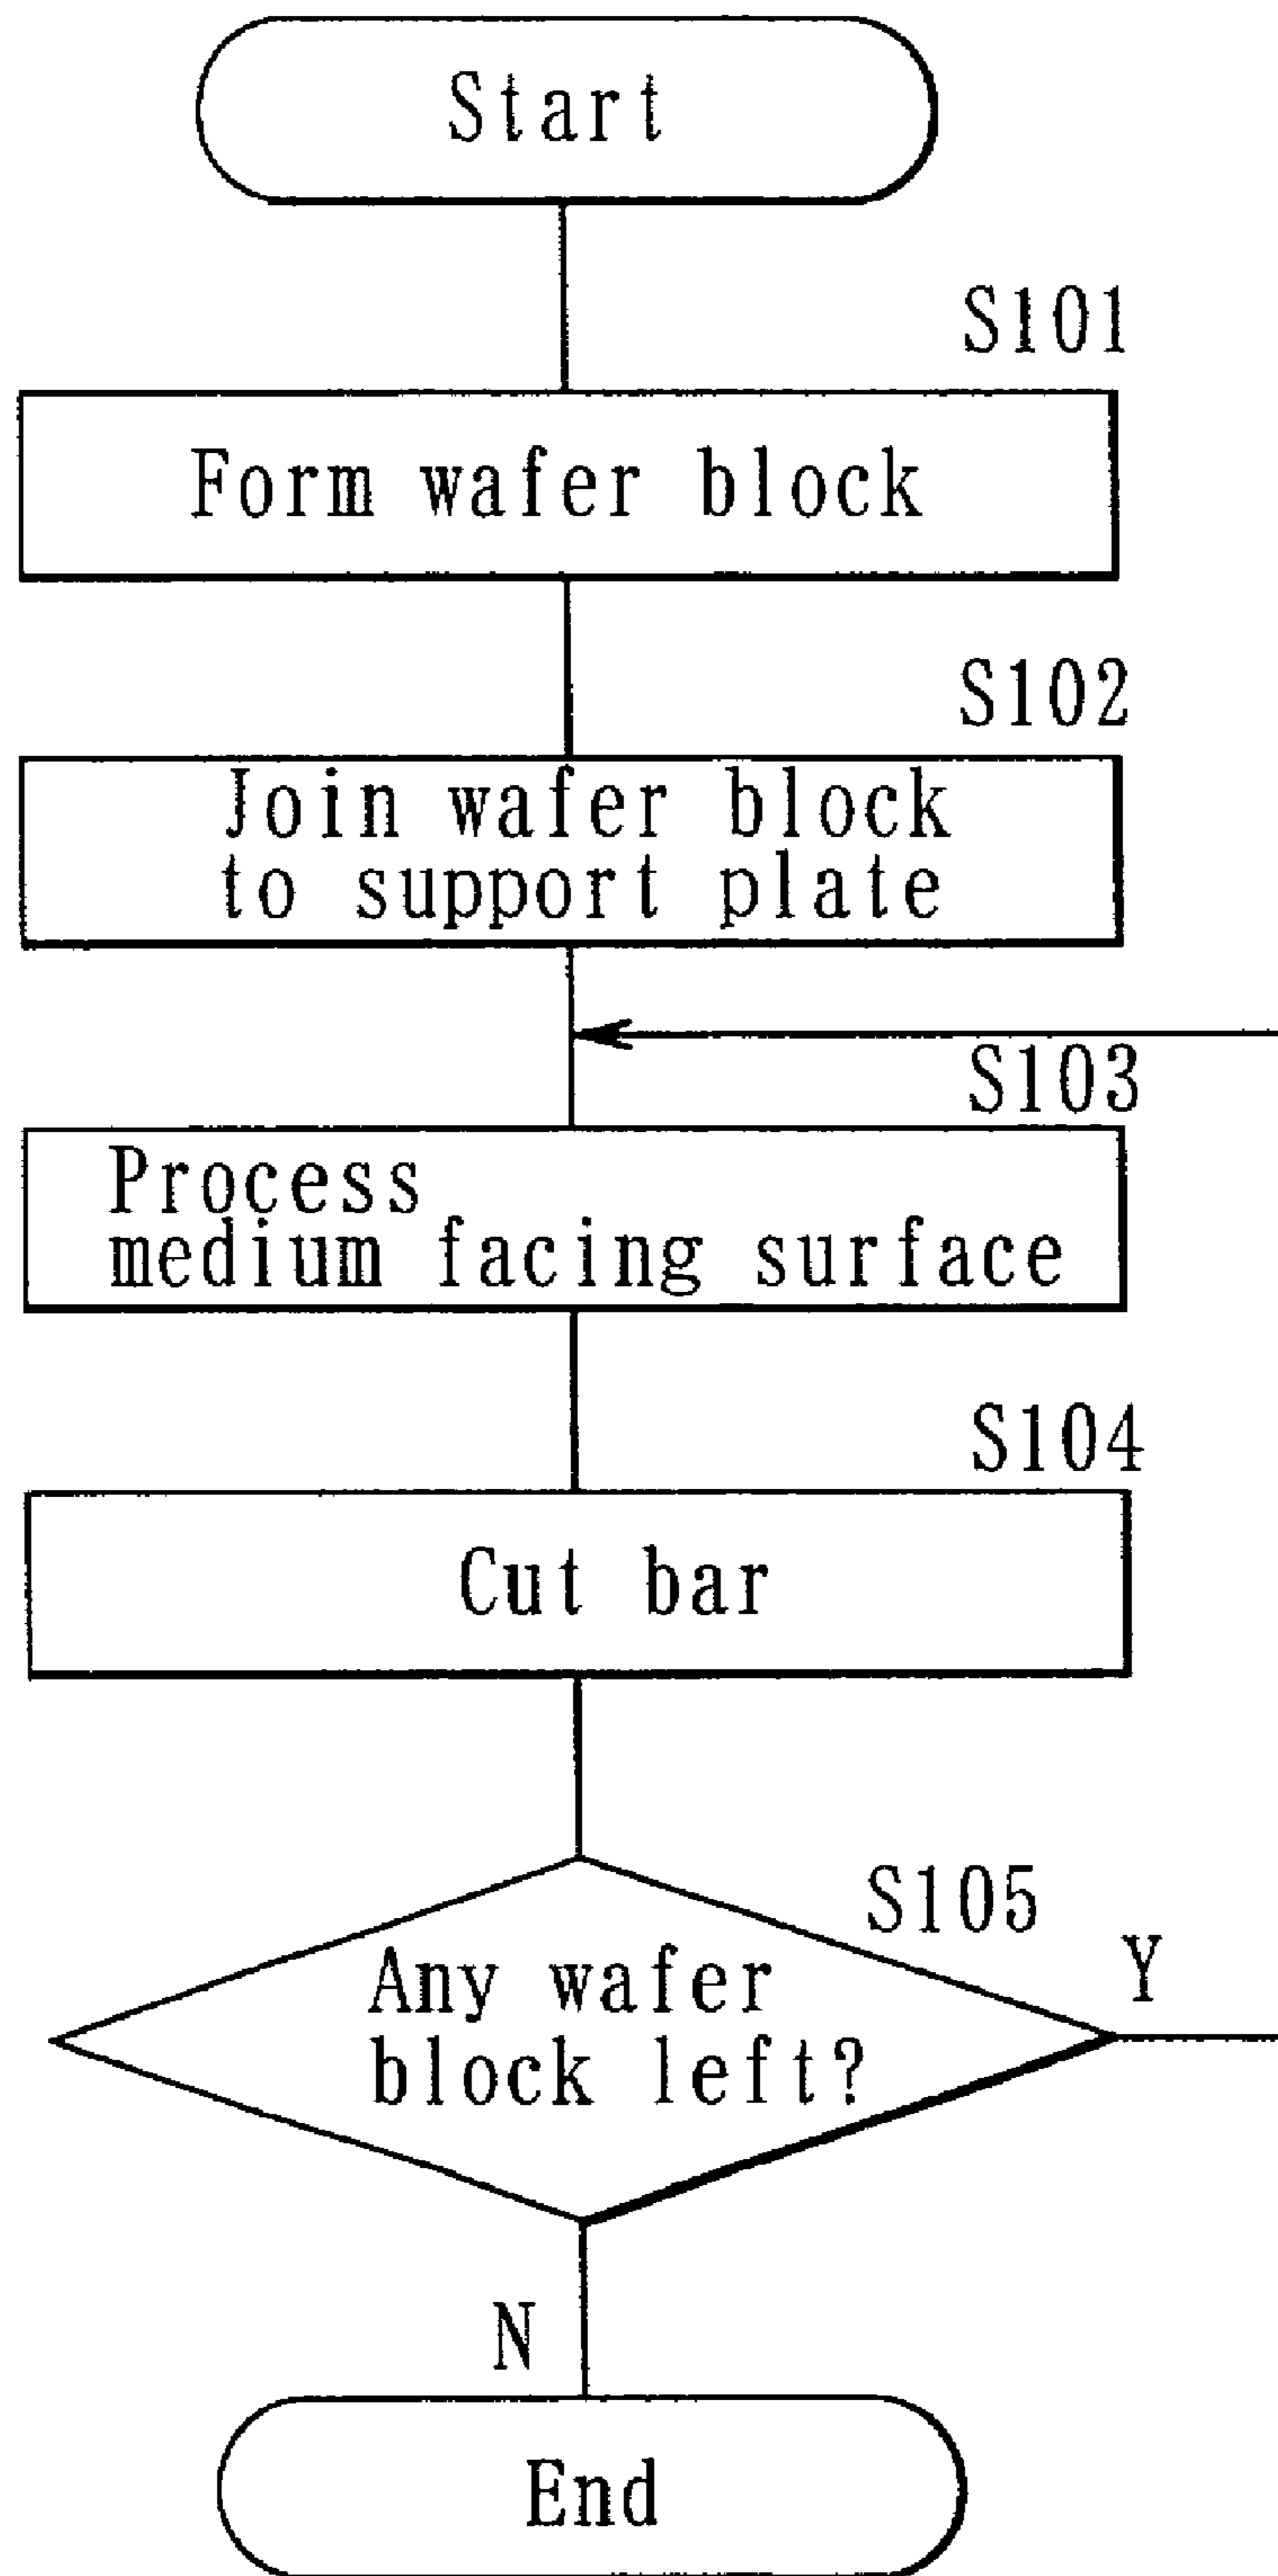 Start
S101
Form wafer block
S102
Join wafer block
to support plate
S103
Process
medium facing surface
S104
Cut bar
S105
Any wafer
block left?
Y
N
End